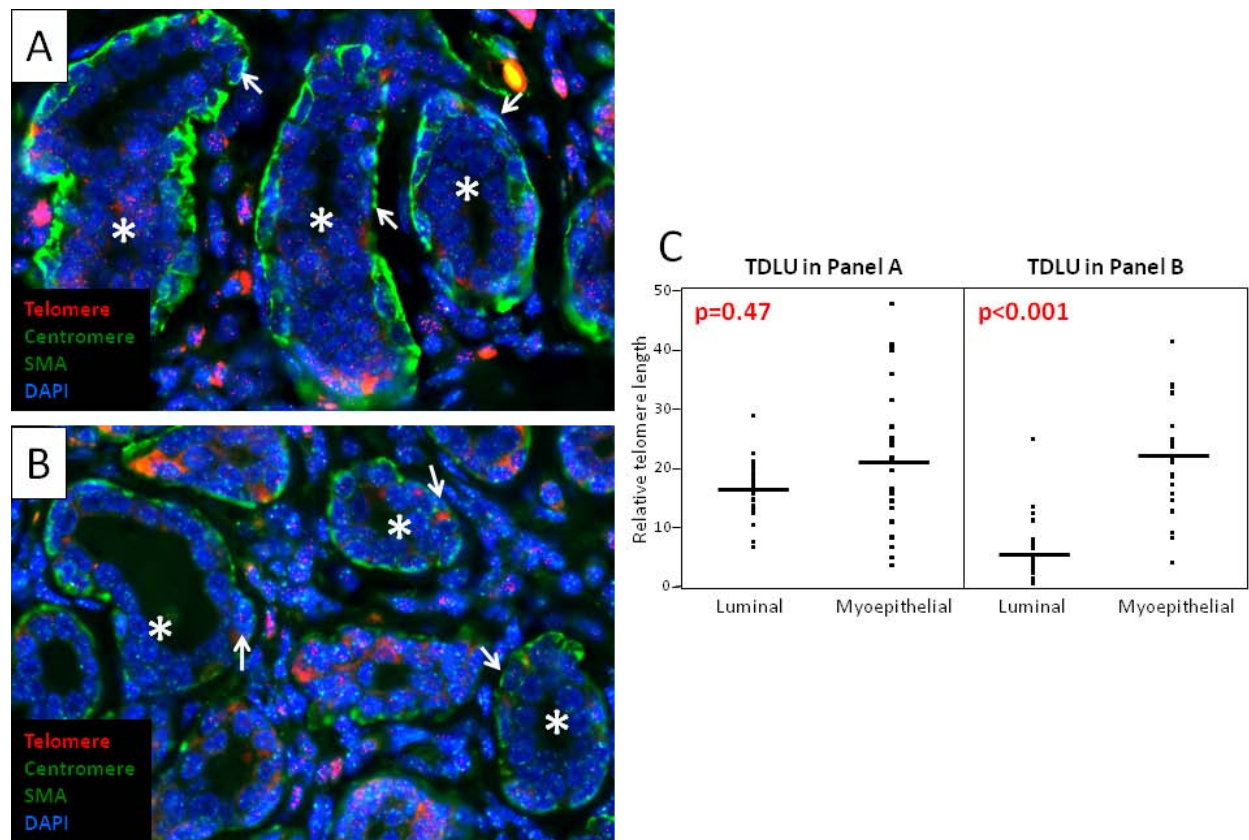 A
Telomere
Centromere
SMA
DAPI
B
Telomere
Centromere
SMA
DAPI
C
TDLU in Panel A
TDLU in Panel B
p=0.47
p<0.001
Relative telomere length
50
40
30
20
10
0
Luminal
Myoepithelial
Luminal
Myoepithelial